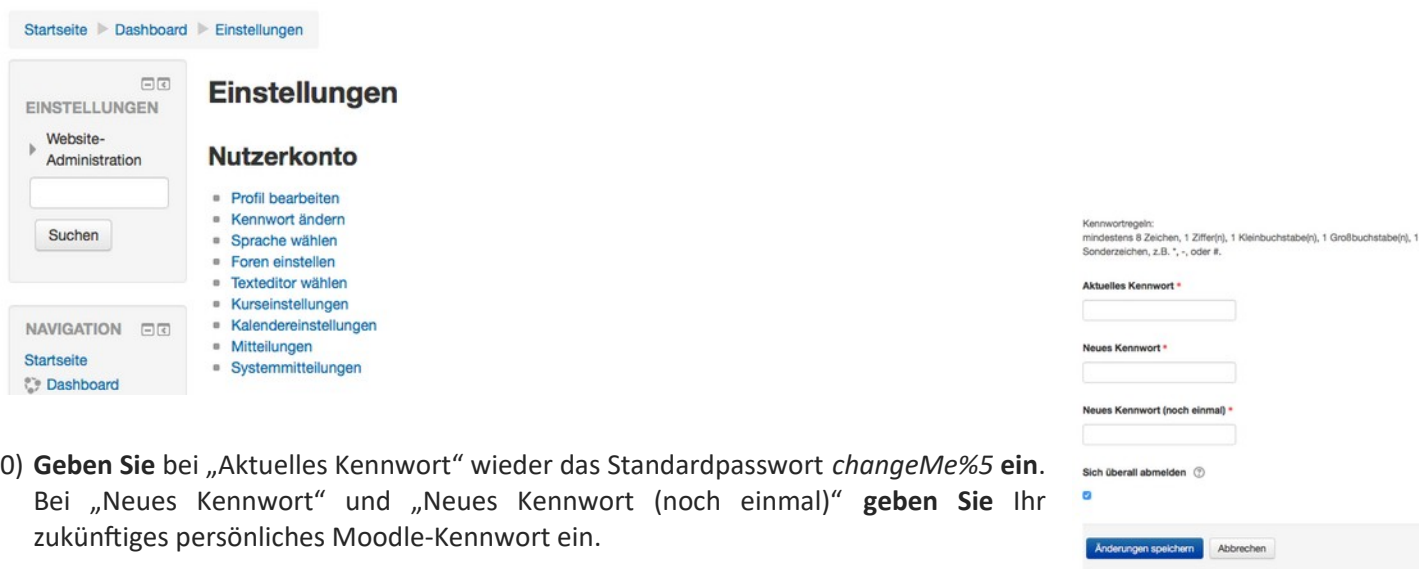 Startseite Dashboard Einstellungen
EINSTELLUNGEN
Website-
Administration
Suchen
NAVIGATION
Startseite
Dashboard
Einstellungen
Nutzerkonto
Profil bearbeiten
Kennwort ändern
Sprache wählen
Foren einstellen
Texteditor wählen
Kurseinstellungen
Kalendereinstellungen
Mitteilungen
Systemmitteilungen
Kennwortregeln:
mindestens 8 Zeichen, 1 Ziffer(n), 1 Kleinbuchstabe(n), 1 Großbuchstabe(n), 1
Sonderzeichen, z.B. *, -, oder #.
Aktuelles Kennwort *
Neues Kennwort *
Neues Kennwort (noch einmal) *
Sich überall abmelden
Änderungen speichern Abbrechen
0) Geben Sie bei „Aktuelles Kennwort“ wieder das Standardpasswort changeMe%5 ein.
Bei „Neues Kennwort“ und „Neues Kennwort (noch einmal)“ geben Sie Ihr
zukünftiges persönliches Moodle-Kennwort ein.